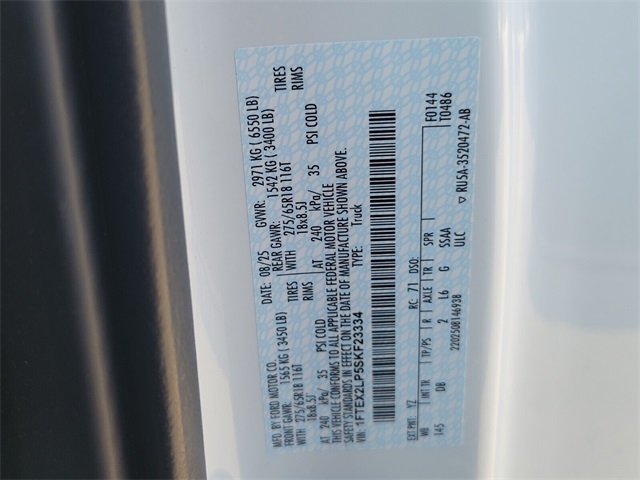 MFD. BY FORD MOTOR CO.
DATE: 08/25 GVWR: 2971 KG ( 6550 LB)
FRONT GAWR: 1565 KG ( 3450 LB) REAR GAWR: 1542 KG ( 3400 LB)
WITH 275/65R18 116T TIRES WITH 275/65R18 116T TIRES
18x8.5J RIMS 18x8.5J RIMS
AT 240 kPa/ 35 PSI COLD AT 240 kPa/ 35 PSI COLD
THIS VEHICLE CONFORMS TO ALL APPLICABLE FEDERAL MOTOR VEHICLE
SAFETY STANDARDS IN EFFECT ON THE DATE OF MANUFACTURE SHOWN ABOVE.
VIN: 1FTEX2LP5SKF23334 TYPE: Truck
F0144
T0486
EXT PNT: YZ RC: 71 DSO:
WB INT TR TP/PS R AXLE TR SPR
145 DB 2 L6 G SSAA
2202508146938 ULC ▽ RU5A-3520472-AB